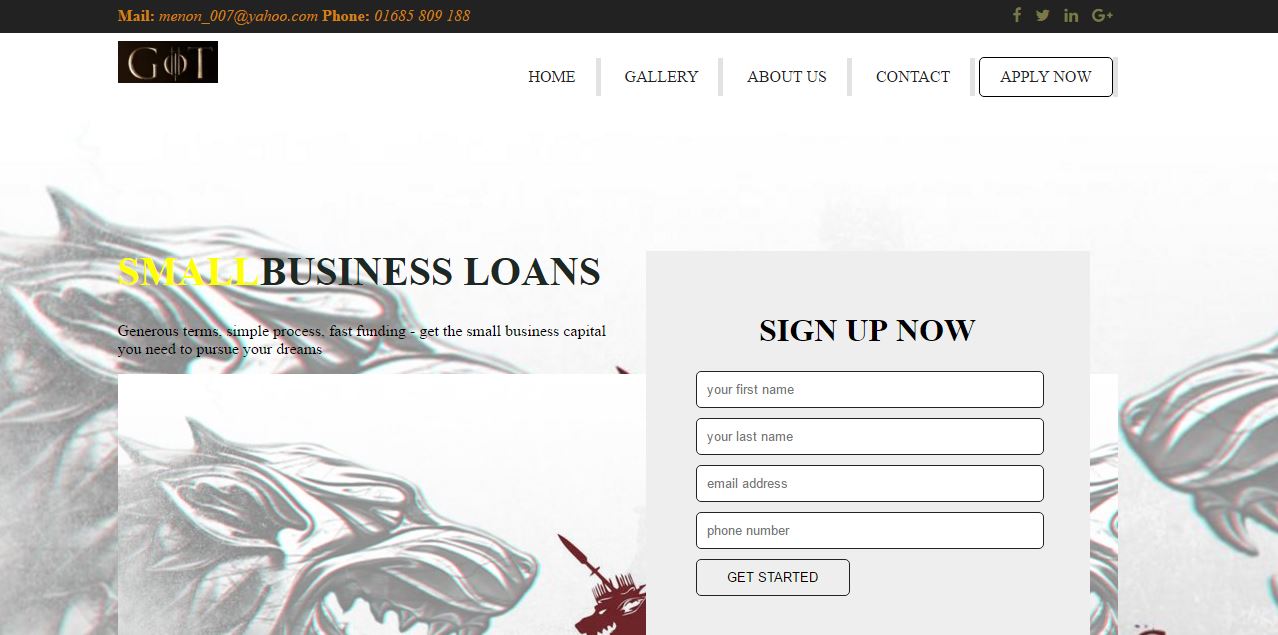 Mail: menon_007@yahoo.com Phone: 01685 809 188
GOT
HOME GALLERY ABOUT US CONTACT APPLY NOW
SMALLBUSINESS LOANS
Generous terms, simple process, fast funding - get the small business capital
you need to pursue your dreams
SIGN UP NOW
your first name
your last name
email address
phone number
GET STARTED